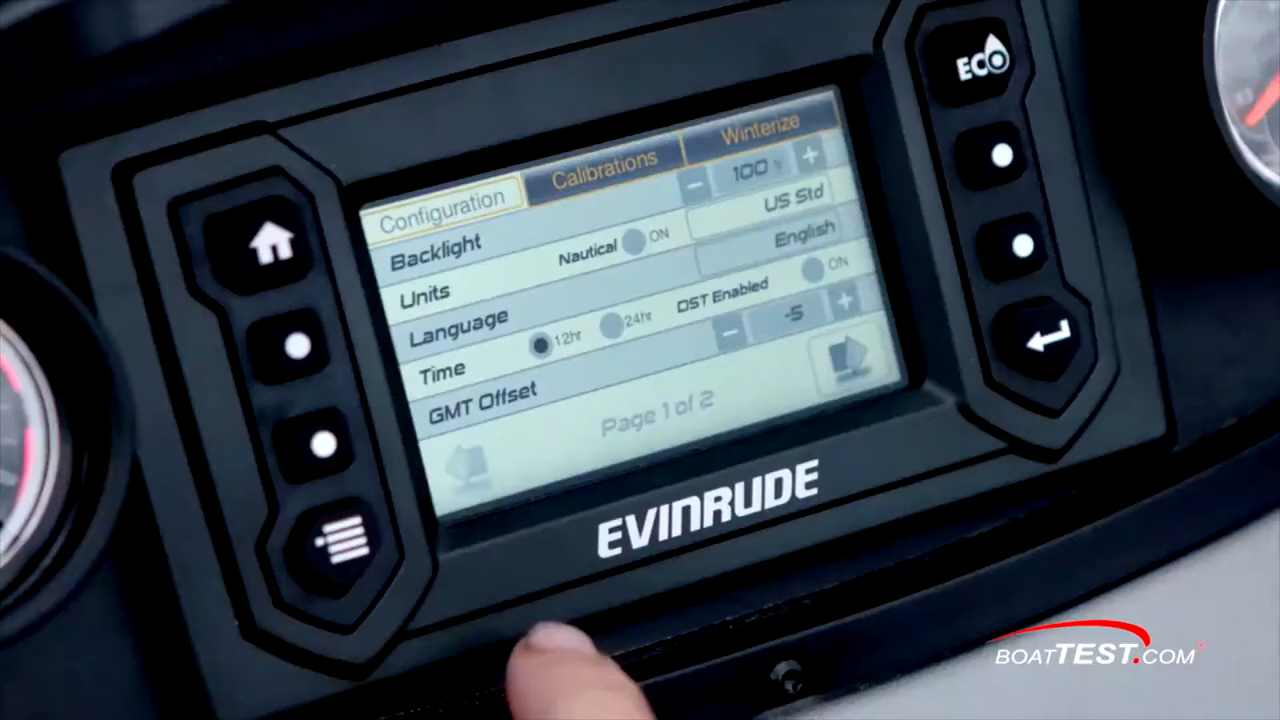 ECO
Configuration Calibrations Winterize
Backlight - 100 % +
Nautical ON US Std
Units
Language English
Time 12hr 24hr DST Enabled ON
GMT Offset - -5 +
Page 1 of 2
EVINRUDE
BOATTEST.COM